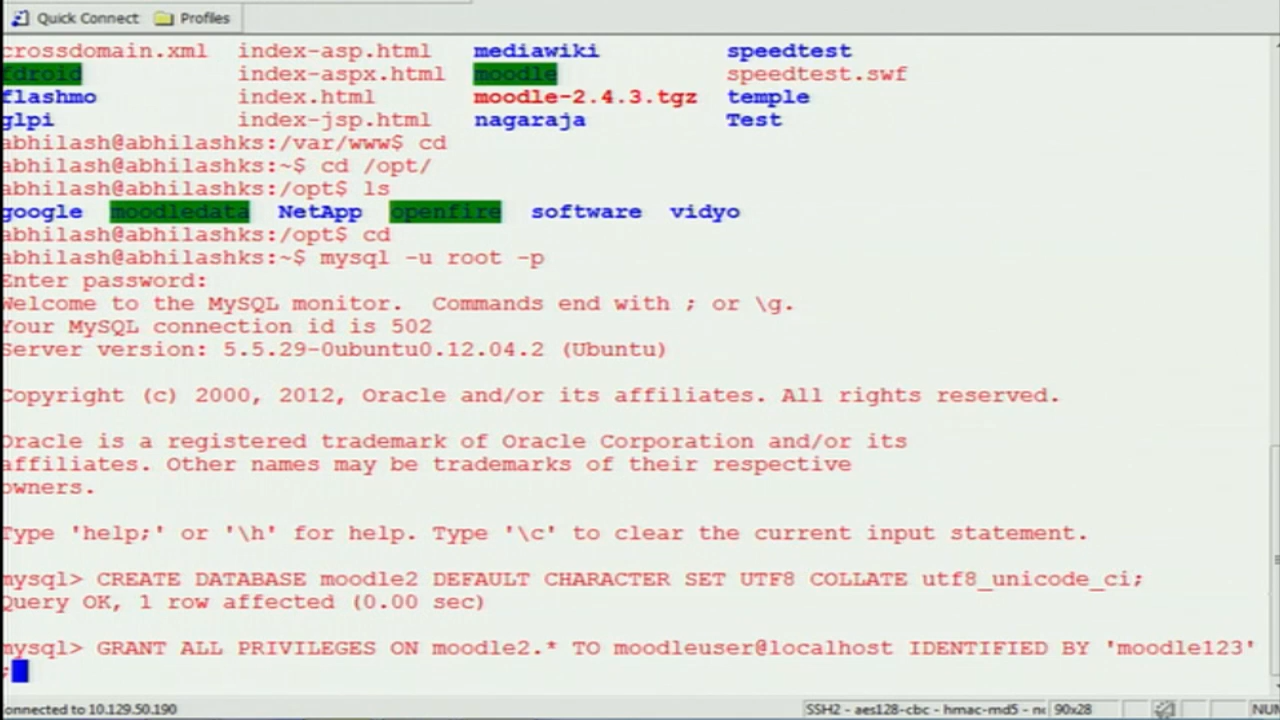 Quick Connect Profiles
crossdomain.xml index-asp.html mediawiki speedtest
fdroid index-aspx.html moodle speedtest.swf
flashmo index.html moodle-2.4.3.tgz temple
glpi index-jsp.html nagaraja Test
abhilash@abhilashks:/var/www$ cd
abhilash@abhilashks:~$ cd /opt/
abhilash@abhilashks:/opt$ ls
google moodledata NetApp openfire software vidyo
abhilash@abhilashks:/opt$ cd
abhilash@abhilashks:~$ mysql -u root -p
Enter password:
Welcome to the MySQL monitor. Commands end with ; or \g.
Your MySQL connection id is 502
Server version: 5.5.29-0ubuntu0.12.04.2 (Ubuntu)
Copyright (c) 2000, 2012, Oracle and/or its affiliates. All rights reserved.
Oracle is a registered trademark of Oracle Corporation and/or its
affiliates. Other names may be trademarks of their respective
owners.
Type 'help;' or '\h' for help. Type '\c' to clear the current input statement.
mysql> CREATE DATABASE moodle2 DEFAULT CHARACTER SET UTF8 COLLATE utf8_unicode_ci;
Query OK, 1 row affected (0.00 sec)
mysql> GRANT ALL PRIVILEGES ON moodle2.* TO moodleuser@localhost IDENTIFIED BY 'moodle123'
;
onnected to 10.129.50.190 SSH2 - aes128-cbc - hmac-md5 - 90x28 NUM